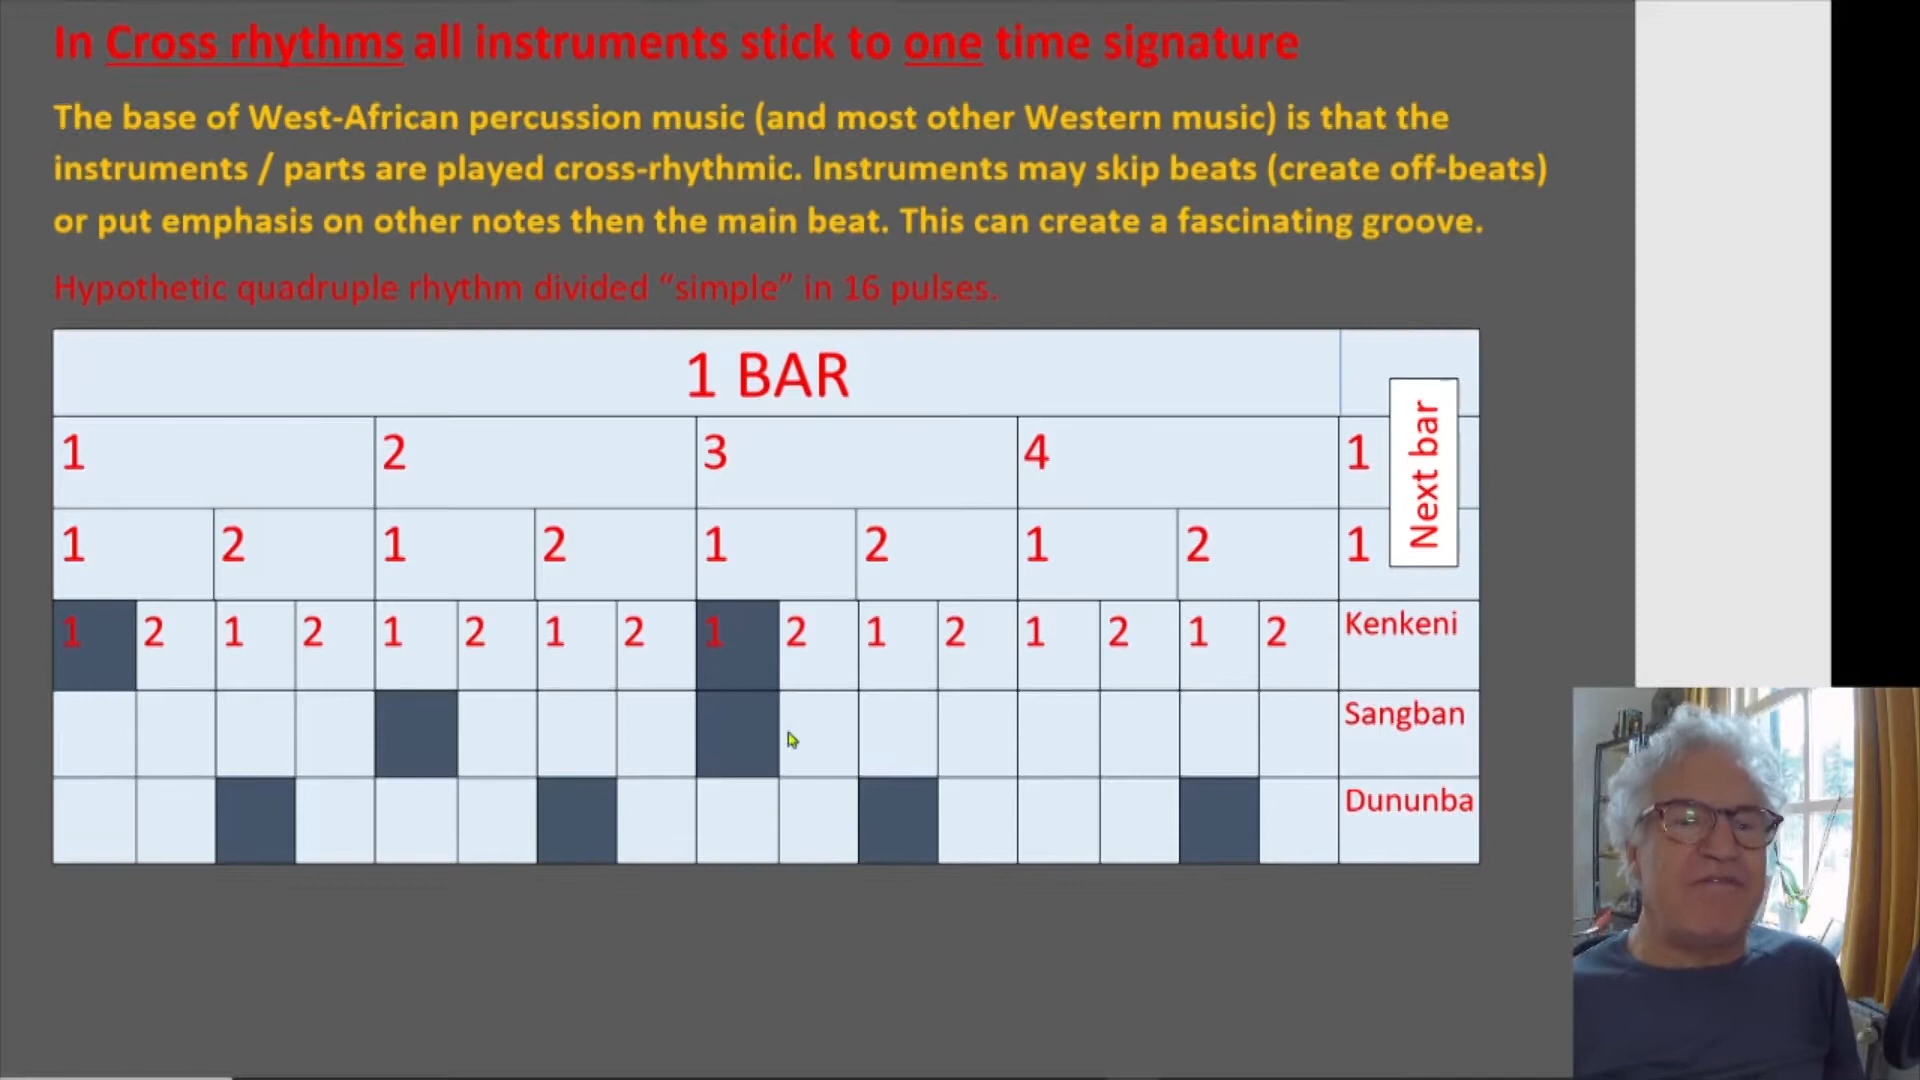 In Cross rhythms all instruments stick to one time signature
The base of West-African percussion music (and most other Western music) is that the
instruments / parts are played cross-rhythmic. Instruments may skip beats (create off-beats)
or put emphasis on other notes then the main beat. This can create a fascinating groove.
Hypothetic quadruple rhythm divided “simple” in 16 pulses.
1 BAR
Next bar
1 2 3 4 1
1 2 1 2 1 2 1 2 1
1 2 1 2 1 2 1 2 1 2 1 2 1 2 1 2 Kenkeni
Sangban
Dununba